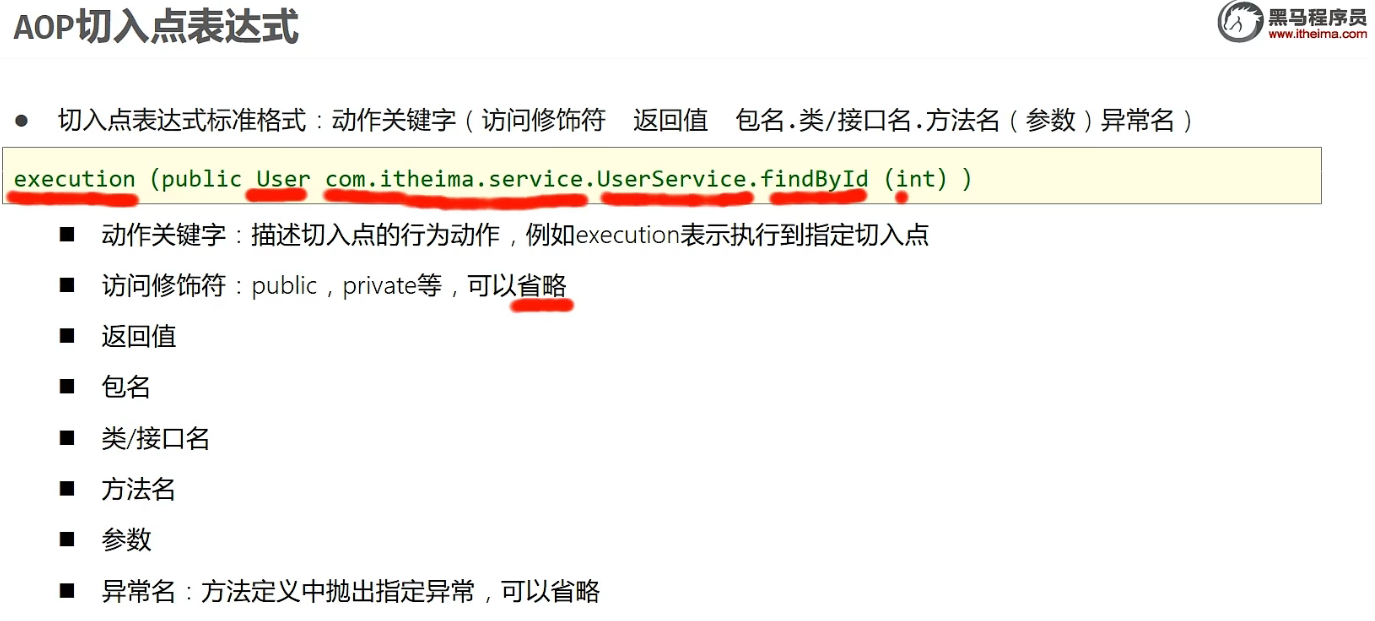 AOP切入点表达式
黑马程序员
www.itheima.com
● 切入点表达式标准格式：动作关键字（访问修饰符 返回值 包名.类/接口名.方法名（参数）异常名）
execution (public User com.itheima.service.UserService.findById (int) )
■ 动作关键字：描述切入点的行为动作，例如execution表示执行到指定切入点
■ 访问修饰符：public，private等，可以省略
■ 返回值
■ 包名
■ 类/接口名
■ 方法名
■ 参数
■ 异常名：方法定义中抛出指定异常，可以省略